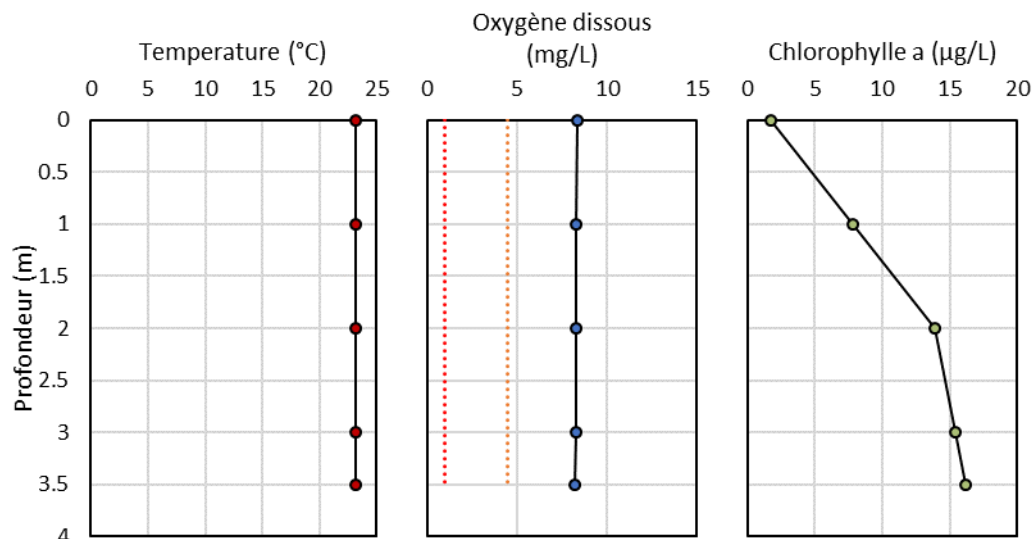 Temperature (°C)
0 5 10 15 20 25
Oxygène dissous
(mg/L)
0 5 10 15
Chlorophylle a (µg/L)
0 5 10 15 20
Profondeur (m)
0
0.5
1
1.5
2
2.5
3
3.5
4